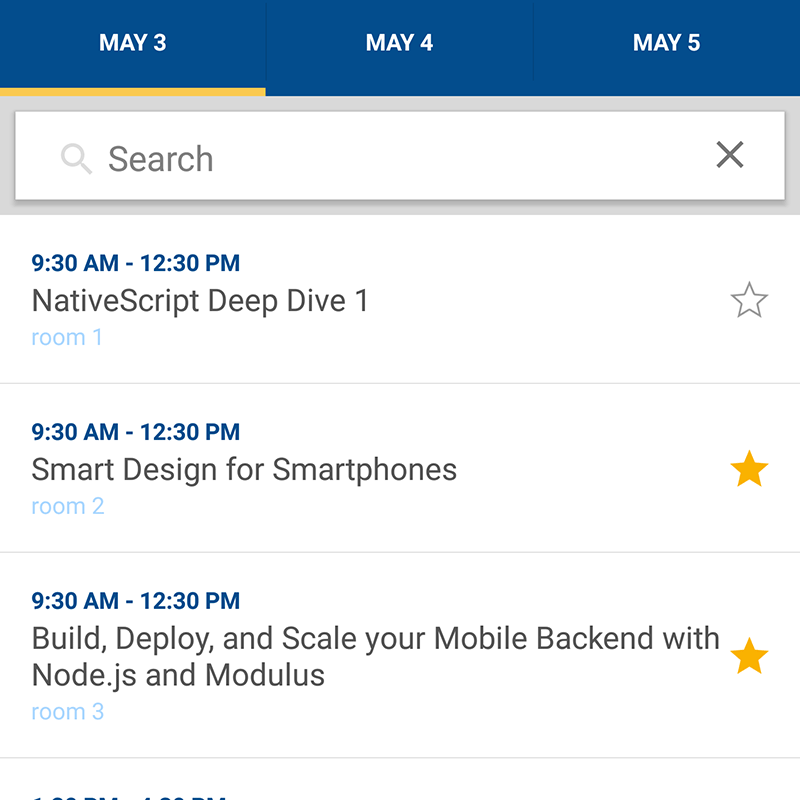 MAY 3
MAY 4
MAY 5
Search
9:30 AM - 12:30 PM
NativeScript Deep Dive 1
room 1
9:30 AM - 12:30 PM
Smart Design for Smartphones
room 2
9:30 AM - 12:30 PM
Build, Deploy, and Scale your Mobile Backend with
Node.js and Modulus
room 3